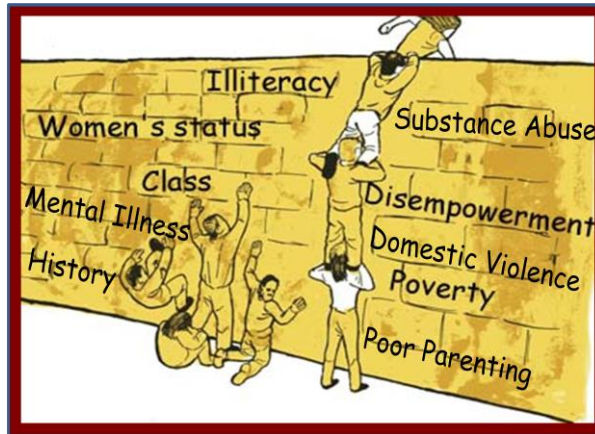 Illiteracy
Women's status
Class
Mental Illness
History
Substance Abuse
Disempowerment
Domestic Violence
Poverty
Poor Parenting